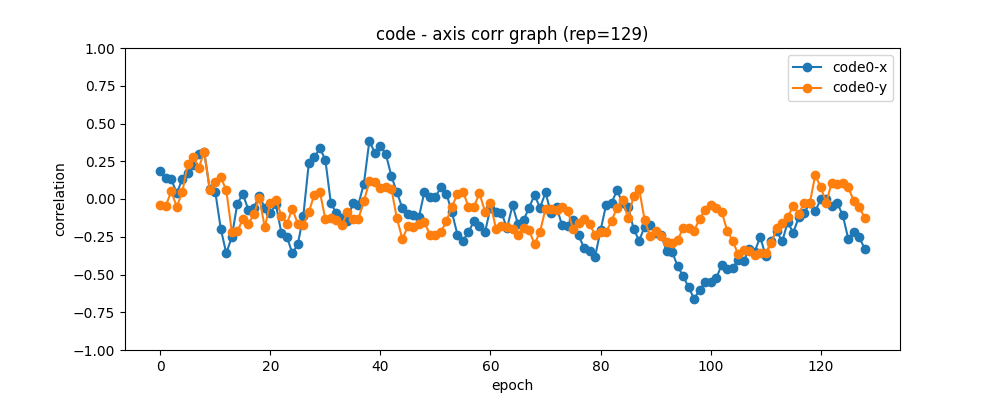 code - axis corr graph (rep=129)
1.00
0.75
0.50
0.25
0.00
−0.25
−0.50
−0.75
−1.00
correlation
code0-x
code0-y
0 20 40 60 80 100 120
epoch